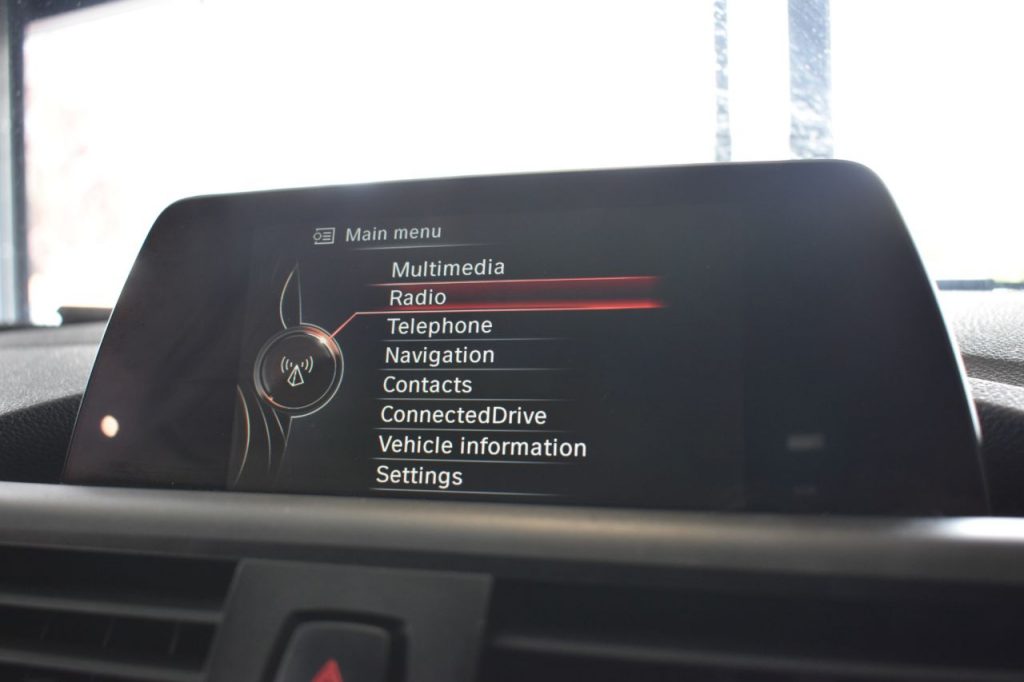 Main menu
Multimedia
Radio
Telephone
Navigation
Contacts
ConnectedDrive
Vehicle information
Settings